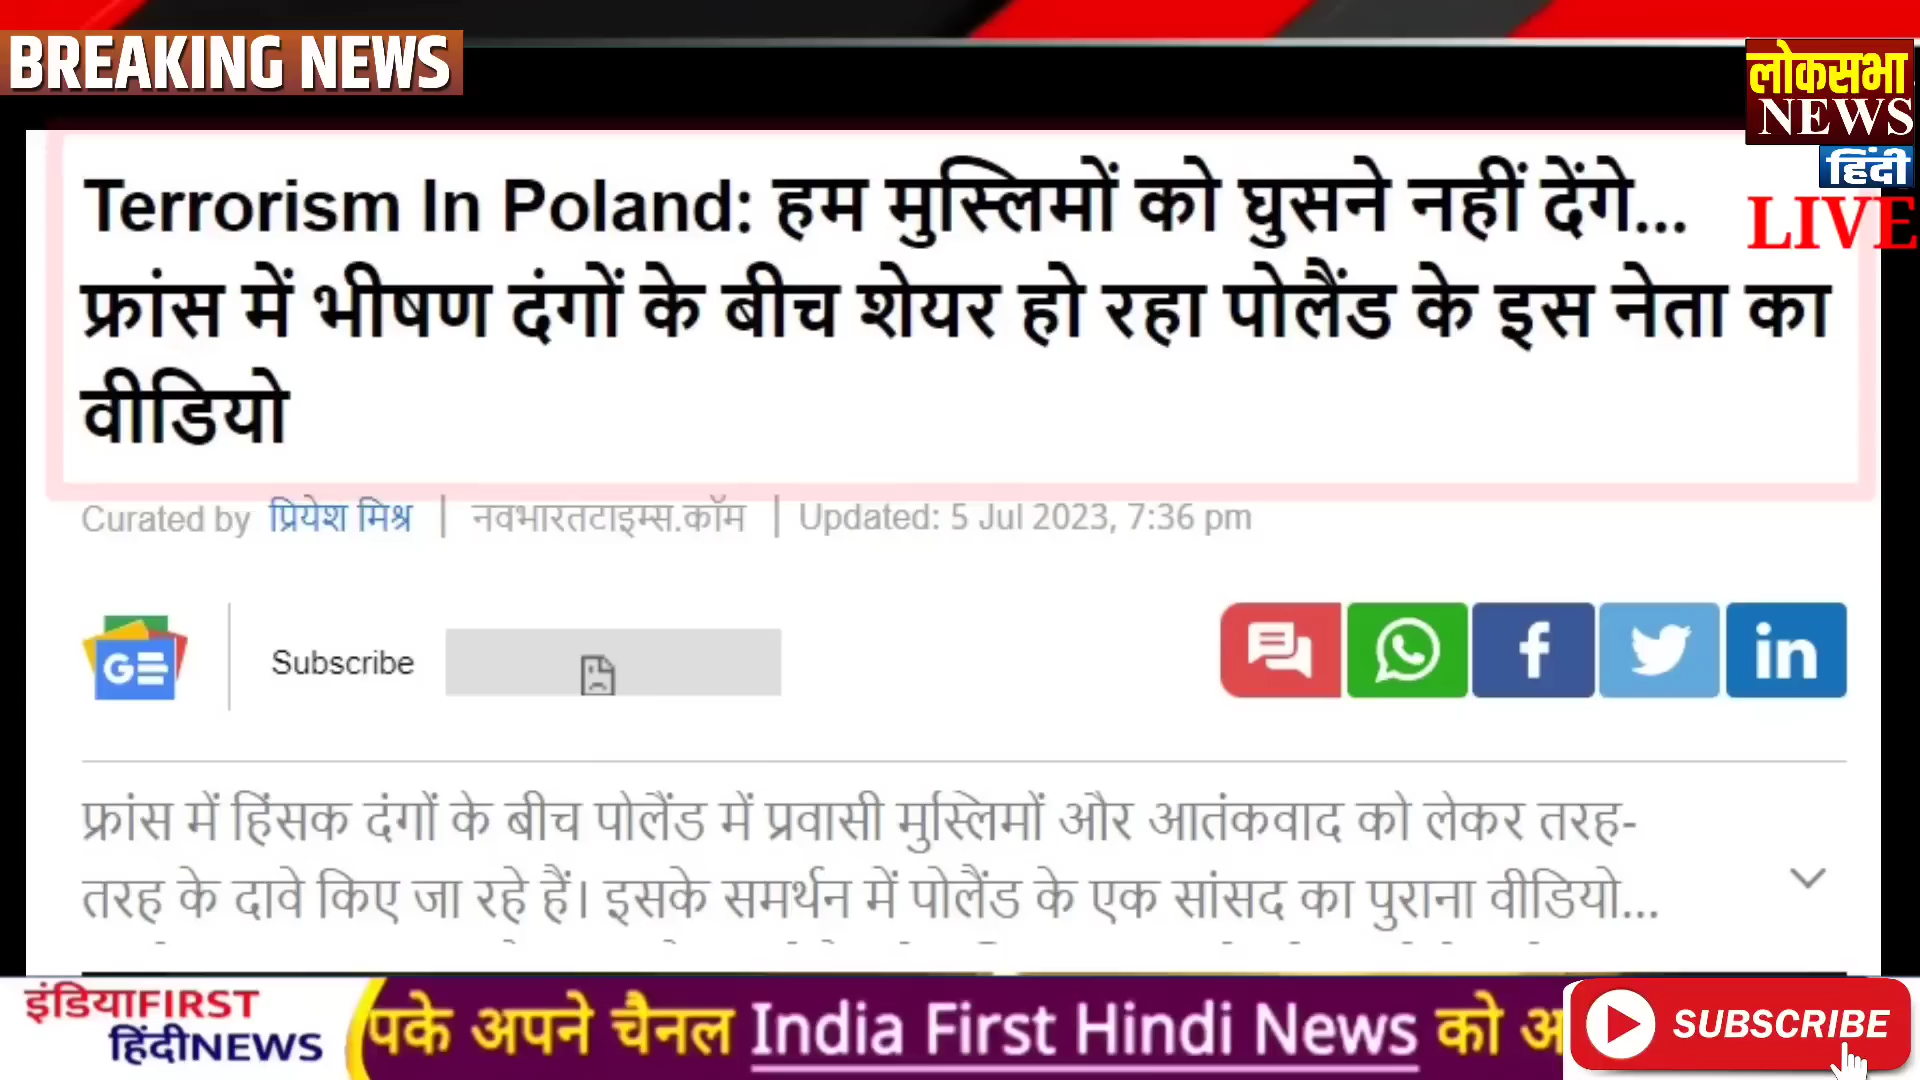 BREAKING NEWS
लोकसभा
NEWS
हिंदी
LIVE
Terrorism In Poland: हम मुस्लिमों को घुसने नहीं देंगे...
फ्रांस में भीषण दंगों के बीच शेयर हो रहा पोलैंड के इस नेता का
वीडियो
Curated by प्रियेश मिश्र | नवभारतटाइम्स.कॉम | Updated: 5 Jul 2023, 7:36 pm
Subscribe
फ्रांस में हिंसक दंगों के बीच पोलैंड में प्रवासी मुस्लिमों और आतंकवाद को लेकर तरह-
तरह के दावे किए जा रहे हैं। इसके समर्थन में पोलैंड के एक सांसद का पुराना वीडियो...
इंडियाFIRST
हिंदीNEWS
पके अपने चैनल India First Hindi News को अ
SUBSCRIBE